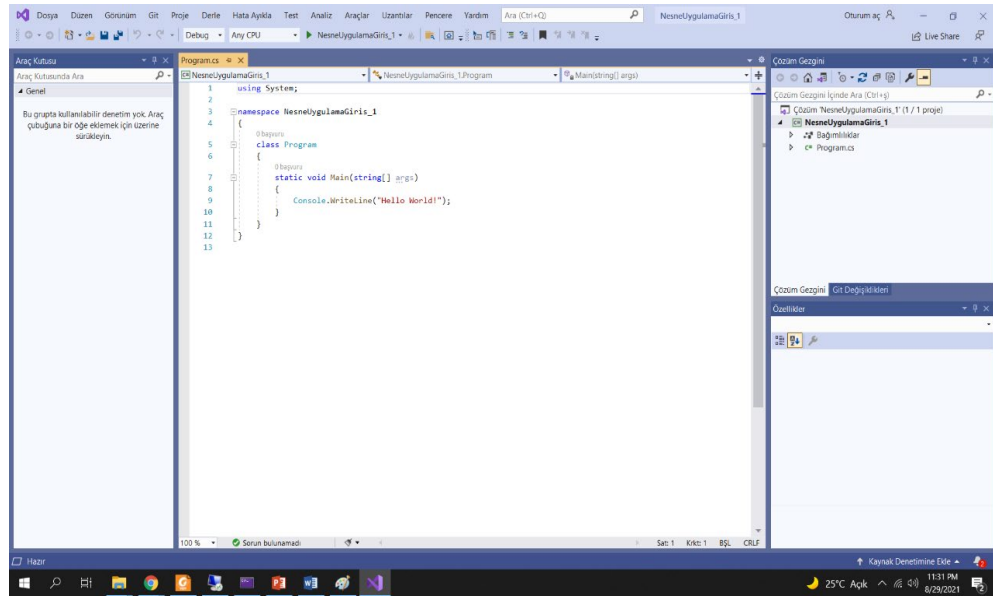 Dosya Düzen Görünüm Git Proje Derle Hata Ayıkla Test Analiz Araçlar Uzantılar Pencere Yardım Ara (Ctrl+Q) NesneUygulamaGiris_1 Oturum aç
Debug Any CPU NesneUygulamaGiris_1 Live Share
Araç Kutusu
Araç Kutusunda Ara
Genel
Bu grupta kullanılabilir denetim yok. Araç
çubuğuna bir öğe eklemek için üzerine
sürükleyin.
Program.cs
NesneUygulamaGiris_1 NesneUygulamaGiris_1.Program Main(string[] args)
1 using System;
2
3 namespace NesneUygulamaGiris_1
4 {
0 başvuru
5 class Program
6 {
0 başvuru
7 static void Main(string[] args)
8 {
9 Console.WriteLine("Hello World!");
10 }
11 }
12 }
13
100 % Sorun bulunamadı Sat: 1 Krkt: 1 BŞL CRLF
Çözüm Gezgini
Çözüm Gezgini İçinde Ara (Ctrl+ş)
Çözüm 'NesneUygulamaGiris_1' (1 / 1 proje)
NesneUygulamaGiris_1
Bağımlılıklar
C# Program.cs
Çözüm Gezgini Git Değişiklikleri
Özellikler
Hazır Kaynak Denetimine Ekle 2
25°C Açık 11:31 PM
8/29/2021 2